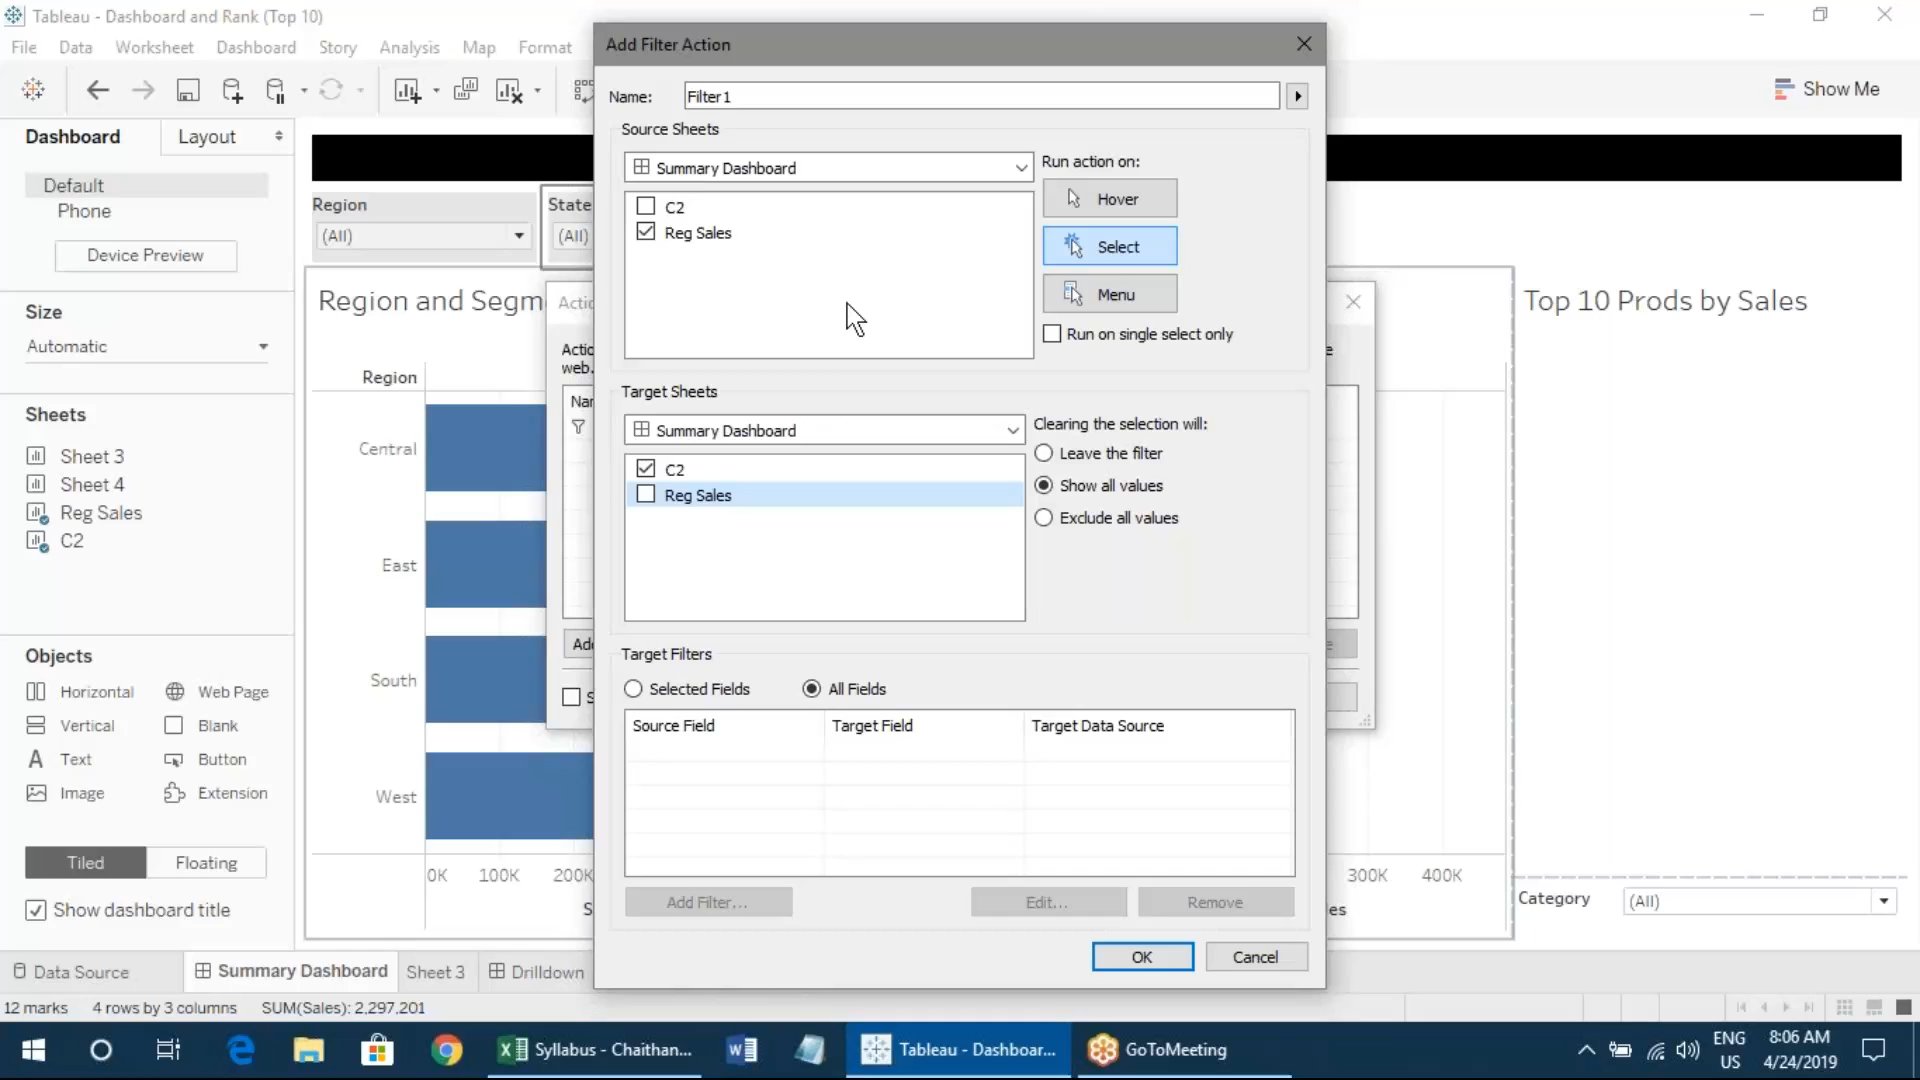 Tableau - Dashboard and Rank (Top 10)
File Data Worksheet Dashboard Story Analysis Map Format
Show Me
Dashboard Layout
Default
Phone
Device Preview
Size
Automatic
Sheets
Sheet 3
Sheet 4
Reg Sales
C2
Objects
Horizontal Web Page
Vertical Blank
A Text Button
Image Extension
Tiled Floating
Show dashboard title
Region State
(All) (All)
Region and Segm
Region
Central
East
South
West
0K 100K 200K
S
Actio
Actio
web.
Nar
Add
S
Add Filter Action
Name: Filter1
Source Sheets
Summary Dashboard
C2
Reg Sales
Run action on:
Hover
Select
Menu
Run on single select only
Target Sheets
Summary Dashboard
C2
Reg Sales
Clearing the selection will:
Leave the filter
Show all values
Exclude all values
Target Filters
Selected Fields All Fields
Source Field Target Field Target Data Source
Add Filter... Edit... Remove
OK Cancel
e
e
300K 400K
les
Top 10 Prods by Sales
Category (All)
Data Source Summary Dashboard Sheet 3 Drilldown
12 marks 4 rows by 3 columns SUM(Sales): 2,297,201
Syllabus - Chaithan... Tableau - Dashboar... GoToMeeting
ENG
US
8:06 AM
4/24/2019